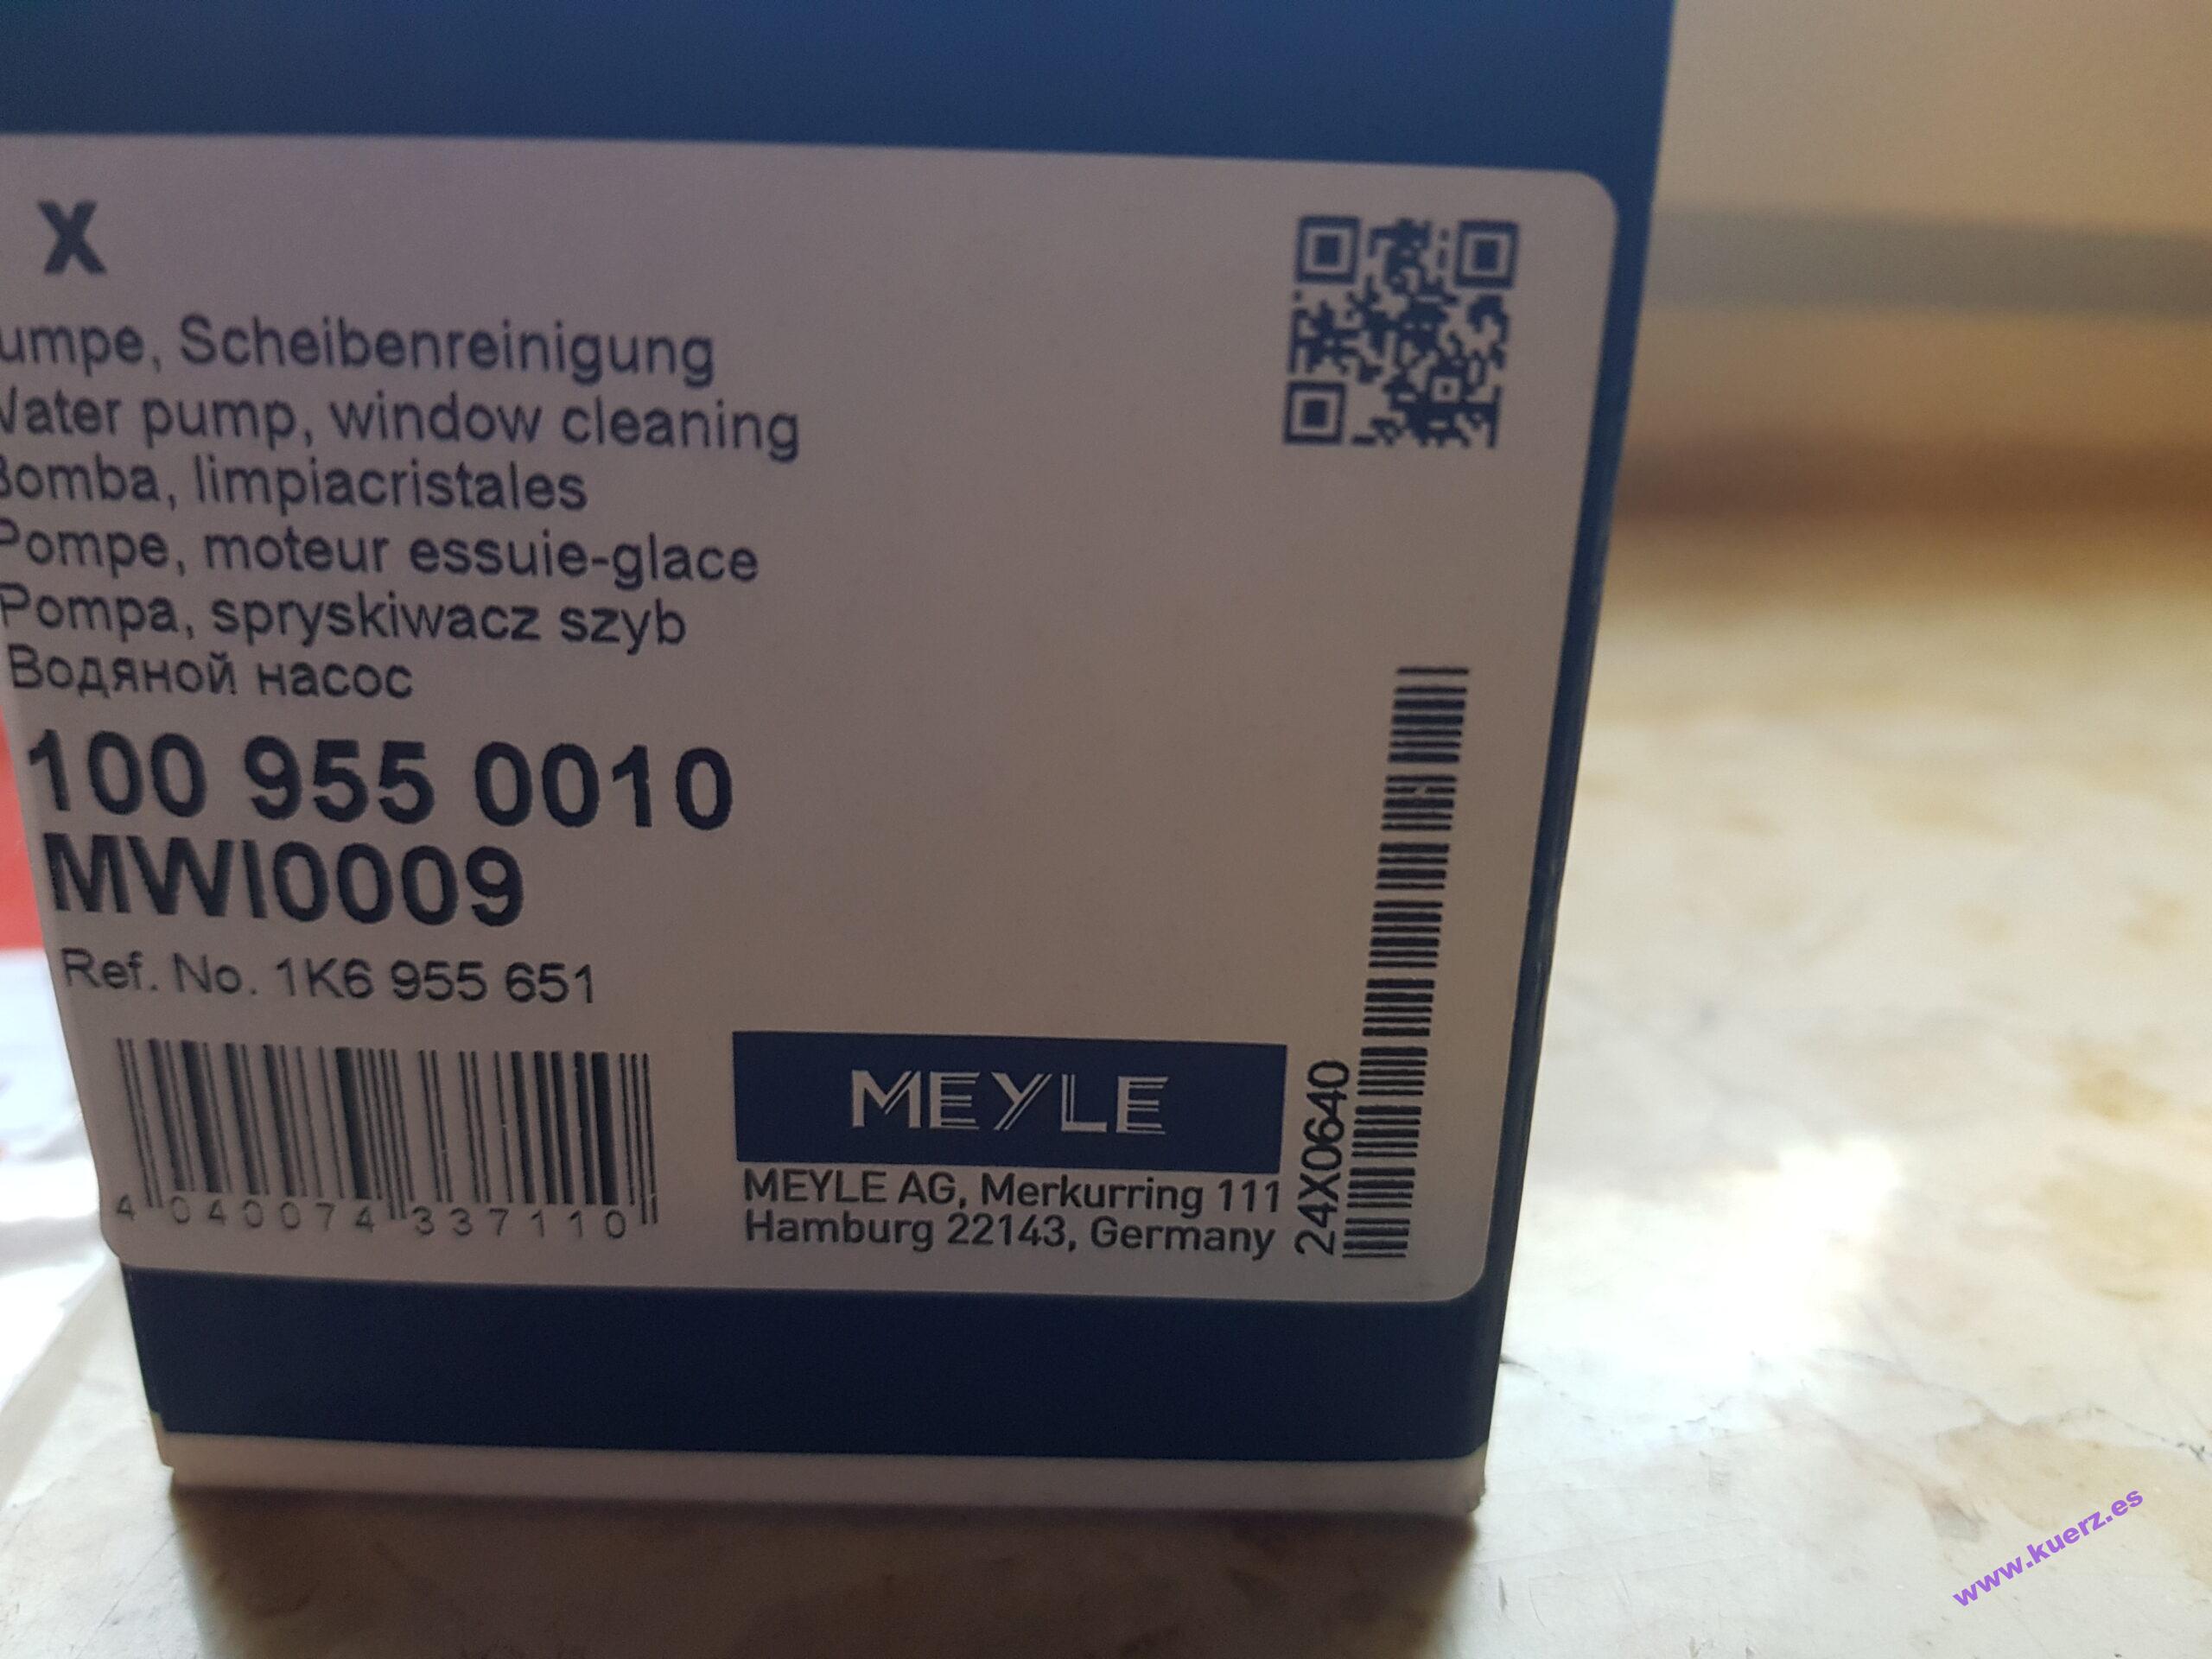 X
umpe, Scheibenreinigung
Water pump, window cleaning
Bomba, limpiacristales
Pompe, moteur essuie-glace
Pompa, spryskiwacz szyb
Водяной насос
100 955 0010
MWI0009
Ref. No. 1K6 955 651
4 040074 337110
MEYLE
MEYLE AG, Merkurring 111
Hamburg 22143, Germany
24X0640
www.kuerz.es